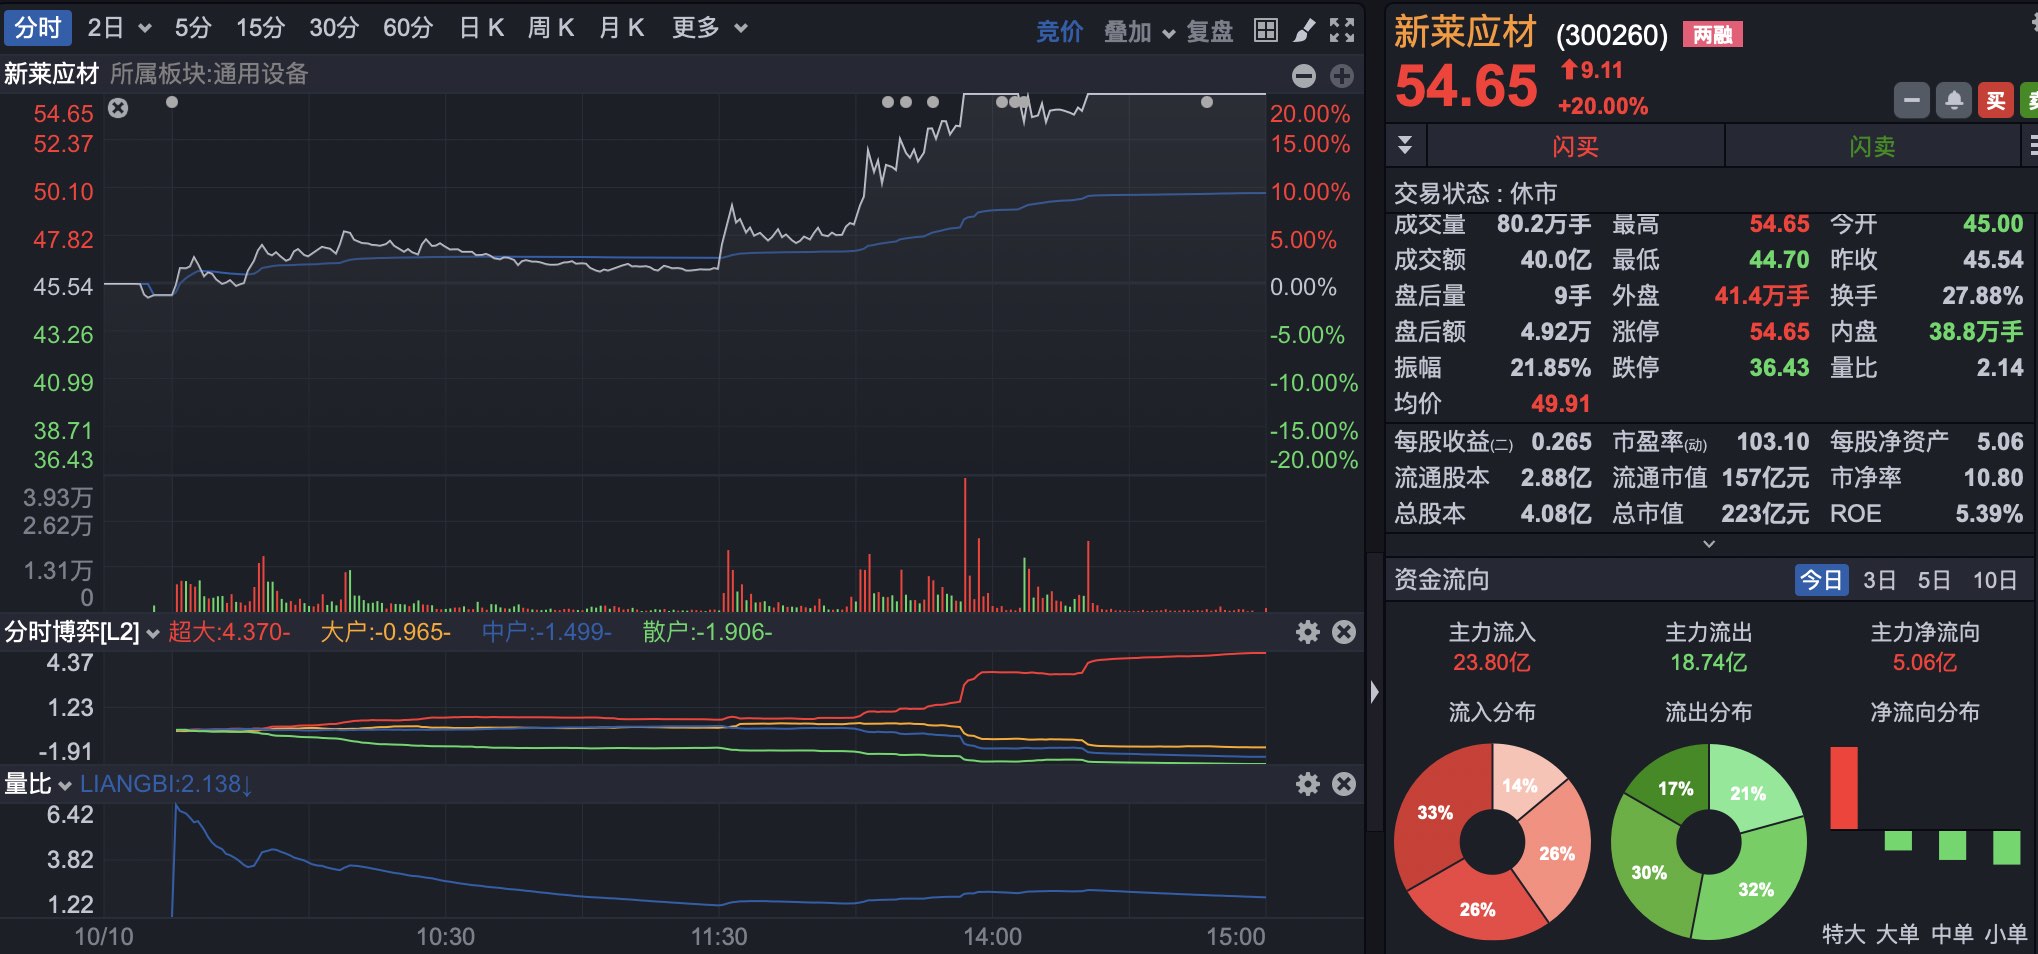 分时 2日 5分 15分 30分 60分 日K 周K 月K 更多 竞价 叠加 复盘
新莱应材 所属板块:通用设备
54.65 20.00%
52.37 15.00%
50.10 10.00%
47.82 5.00%
45.54 0.00%
43.26 -5.00%
40.99 -10.00%
38.71 -15.00%
36.43 -20.00%
3.93万
2.62万
1.31万
0
分时博弈[L2] 超大:4.370- 大户:-0.965- 中户:-1.499- 散户:-1.906-
4.37
1.23
-1.91
量比 LIANGBI:2.138↓
6.42
3.82
1.22
10/10 10:30 11:30 14:00 15:00
新莱应材 (300260) 两融
54.65 ↑9.11
+20.00%
买
闪买 闪卖
交易状态 : 休市
成交量 80.2万手 最高 54.65 今开 45.00
成交额 40.0亿 最低 44.70 昨收 45.54
盘后量 9手 外盘 41.4万手 换手 27.88%
盘后额 4.92万 涨停 54.65 内盘 38.8万手
振幅 21.85% 跌停 36.43 量比 2.14
均价 49.91
每股收益(二) 0.265 市盈率(动) 103.10 每股净资产 5.06
流通股本 2.88亿 流通市值 157亿元 市净率 10.80
总股本 4.08亿 总市值 223亿元 ROE 5.39%
资金流向 今日 3日 5日 10日
主力流入 主力流出 主力净流向
23.80亿 18.74亿 5.06亿
流入分布 流出分布 净流向分布
14% 26% 26% 33%
21% 32% 30% 17%
特大 大单 中单 小单